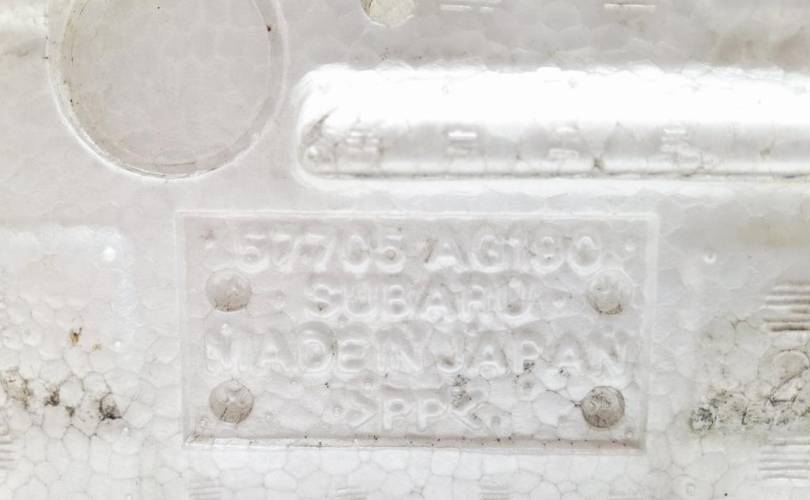 57705 AG190
SUBARU
MADE IN JAPAN
>PP<